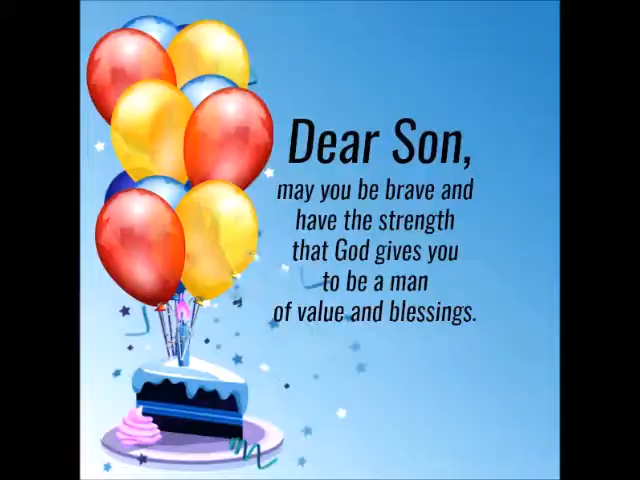 Dear Son,
may you be brave and
have the strength
that God gives you
to be a man
of value and blessings.